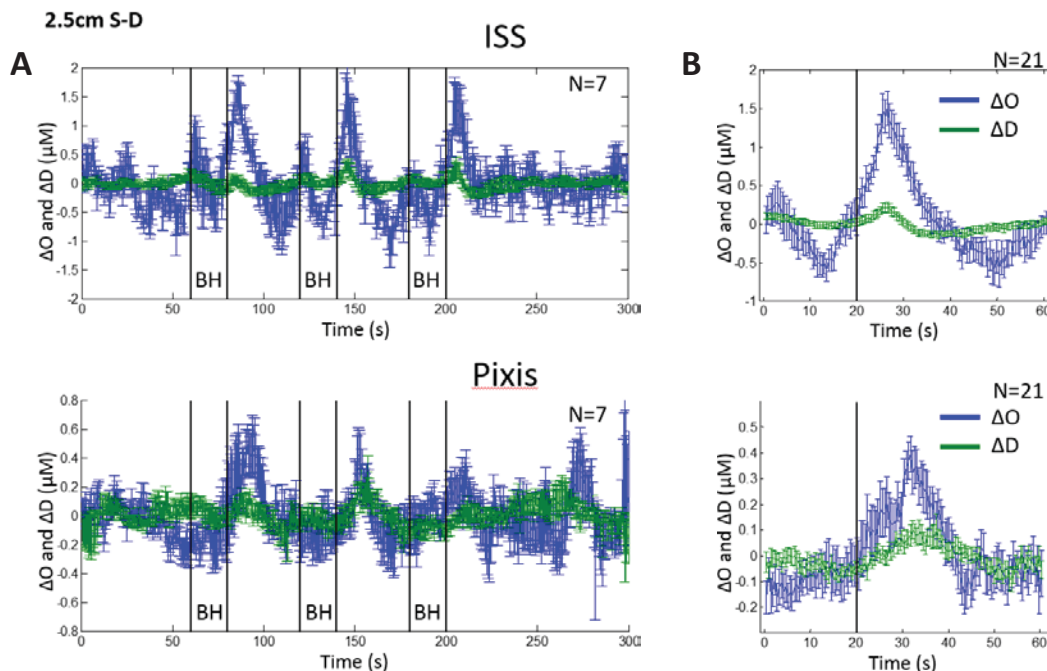 2.5cm S-D
ISS
A
B
N=7
N=21
2
1.5
1
0.5
0
-0.5
-1
-1.5
2
ΔO and ΔD (µM)
BH
BH
BH
0
50
100
150
200
250
300
Time (s)
2
1.5
1
0.5
0
-0.5
-1
ΔO and ΔD (µM)
ΔO
ΔD
0
10
20
30
40
50
60
Time (s)
Pixis
N=7
N=21
0.8
0.6
0.4
0.2
0
-0.2
-0.4
-0.6
-0.8
ΔO and ΔD (µM)
BH
BH
BH
0
50
100
150
200
250
300
Time (s)
0.5
0.4
0.3
0.2
0.1
0
-0.1
-0.2
ΔO and ΔD (µM)
ΔO
ΔD
0
10
20
30
40
50
60
Time (s)